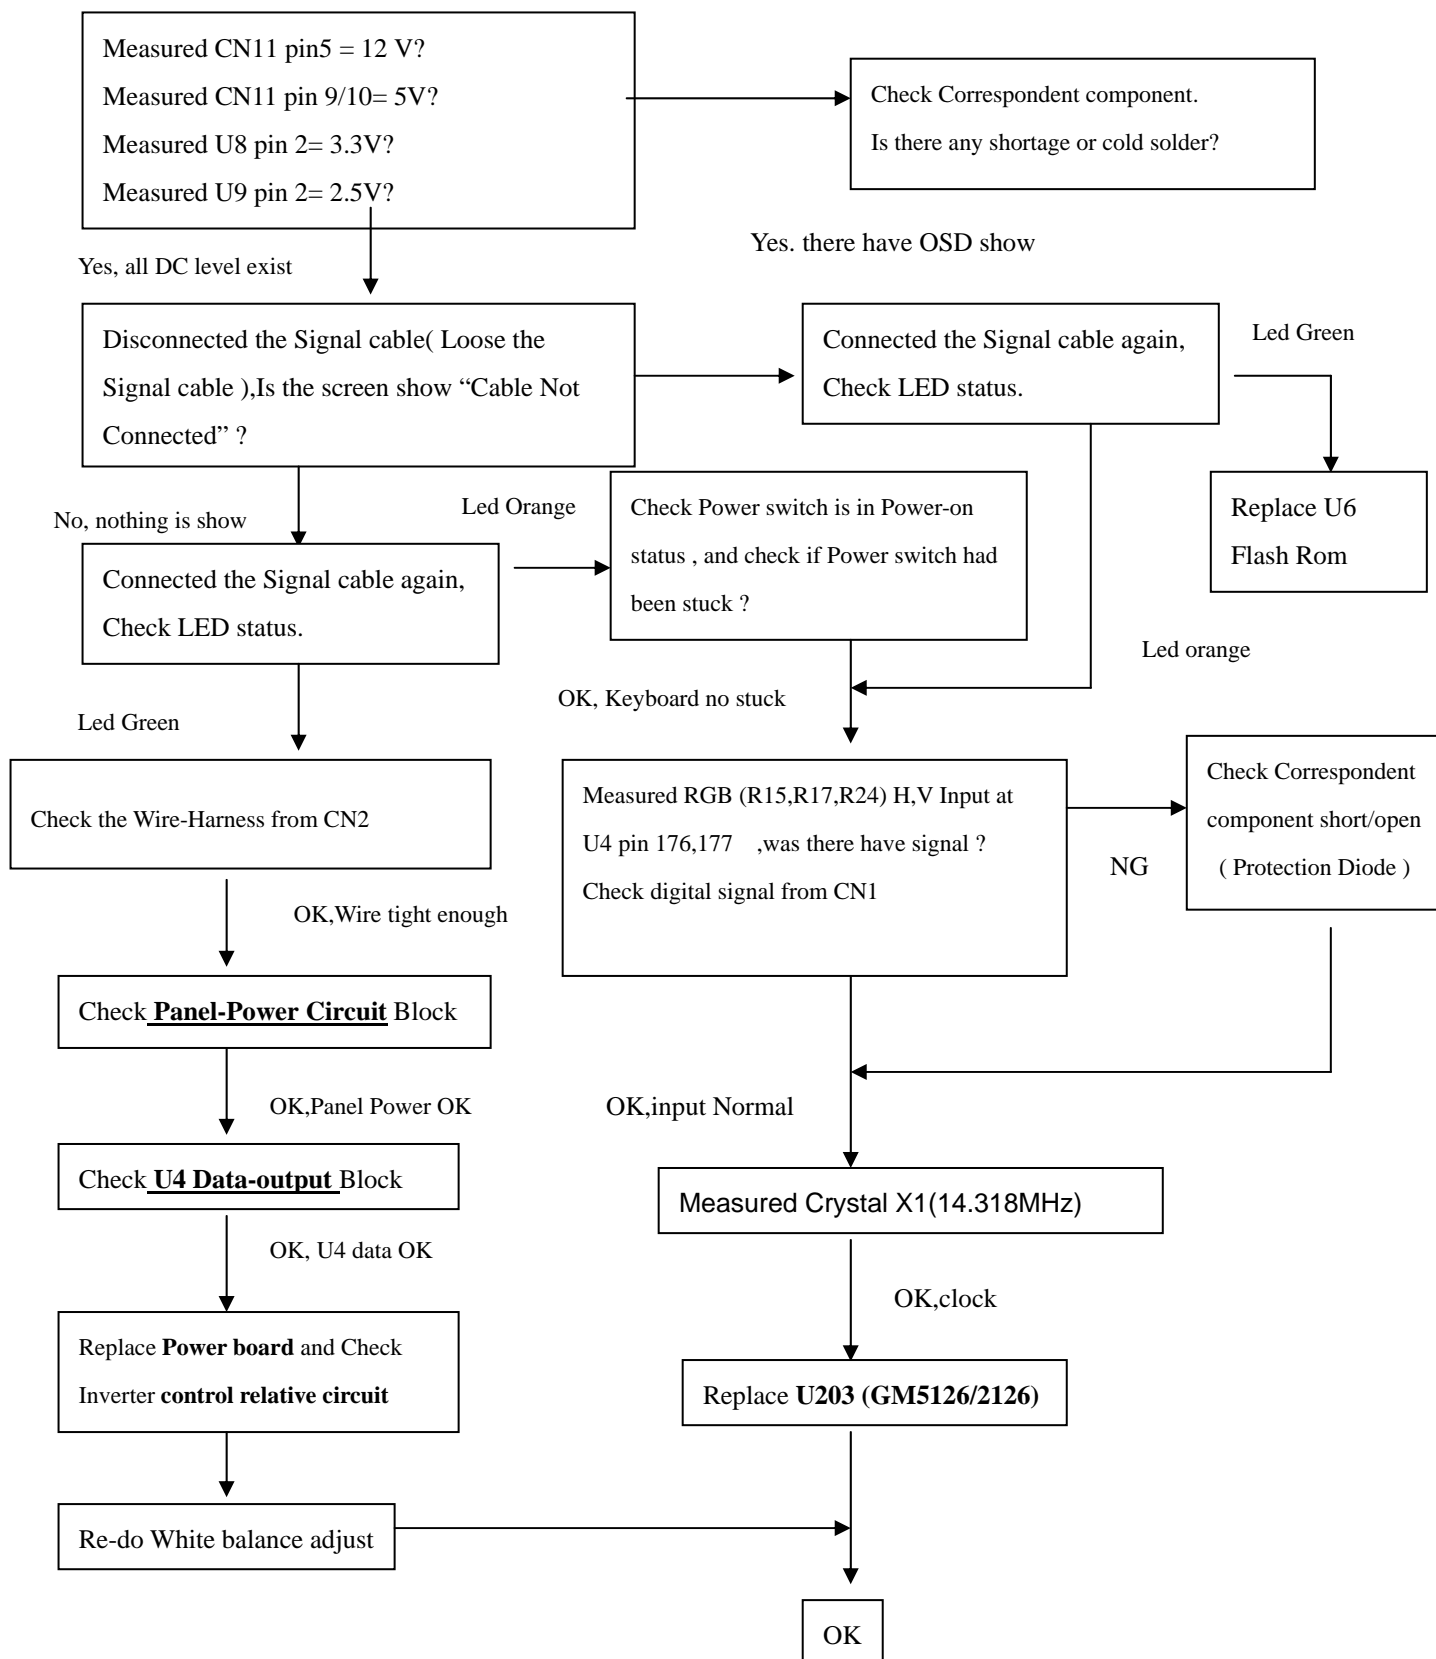 Measured CN11 pin5 = 12 V?
Measured CN11 pin 9/10= 5V?
Measured U8 pin 2= 3.3V?
Measured U9 pin 2= 2.5V?
Check Correspondent component.
Is there any shortage or cold solder?
Yes. there have OSD show
Yes, all DC level exist
Disconnected the Signal cable( Loose the
Signal cable ),Is the screen show “Cable Not
Connected” ?
Connected the Signal cable again,
Check LED status.
Led Green
Replace U6
Flash Rom
No, nothing is show
Led Orange
Check Power switch is in Power-on
status , and check if Power switch had
been stuck ?
Connected the Signal cable again,
Check LED status.
Led orange
OK, Keyboard no stuck
Led Green
Check the Wire-Harness from CN2
Measured RGB (R15,R17,R24) H,V Input at
U4 pin 176,177 ,was there have signal ?
Check digital signal from CN1
NG
Check Correspondent
component short/open
( Protection Diode )
OK,Wire tight enough
Check Panel-Power Circuit Block
OK,Panel Power OK
OK,input Normal
Check U4 Data-output Block
Measured Crystal X1(14.318MHz)
OK, U4 data OK
OK,clock
Replace Power board and Check
Inverter control relative circuit
Replace U203 (GM5126/2126)
Re-do White balance adjust
OK